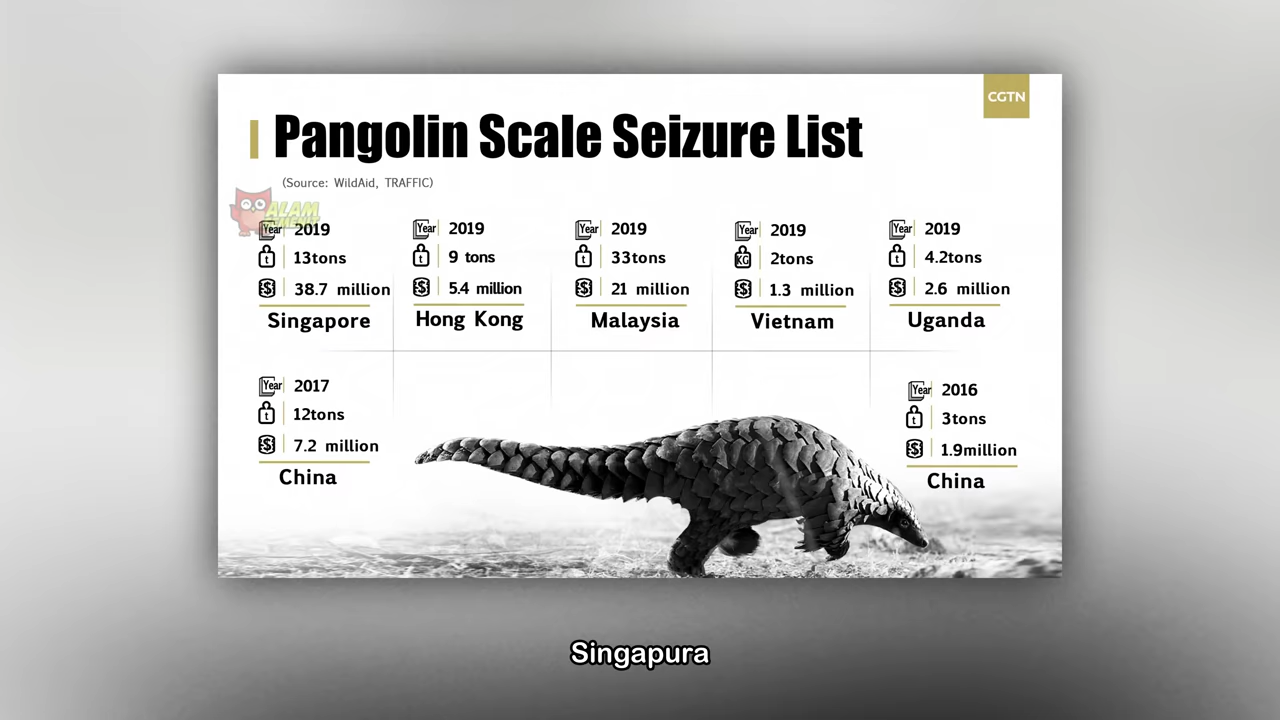 CGTN
Pangolin Scale Seizure List
(Source: WildAid, TRAFFIC)
ALAM
Year 2019
t 13tons
$ 38.7 million
Singapore
Year 2019
t 9 tons
$ 5.4 million
Hong Kong
Year 2019
t 33tons
$ 21 million
Malaysia
Year 2019
KG 2tons
$ 1.3 million
Vietnam
Year 2019
t 4.2tons
$ 2.6 million
Uganda
Year 2017
t 12tons
$ 7.2 million
China
Year 2016
t 3tons
$ 1.9million
China
Singapura